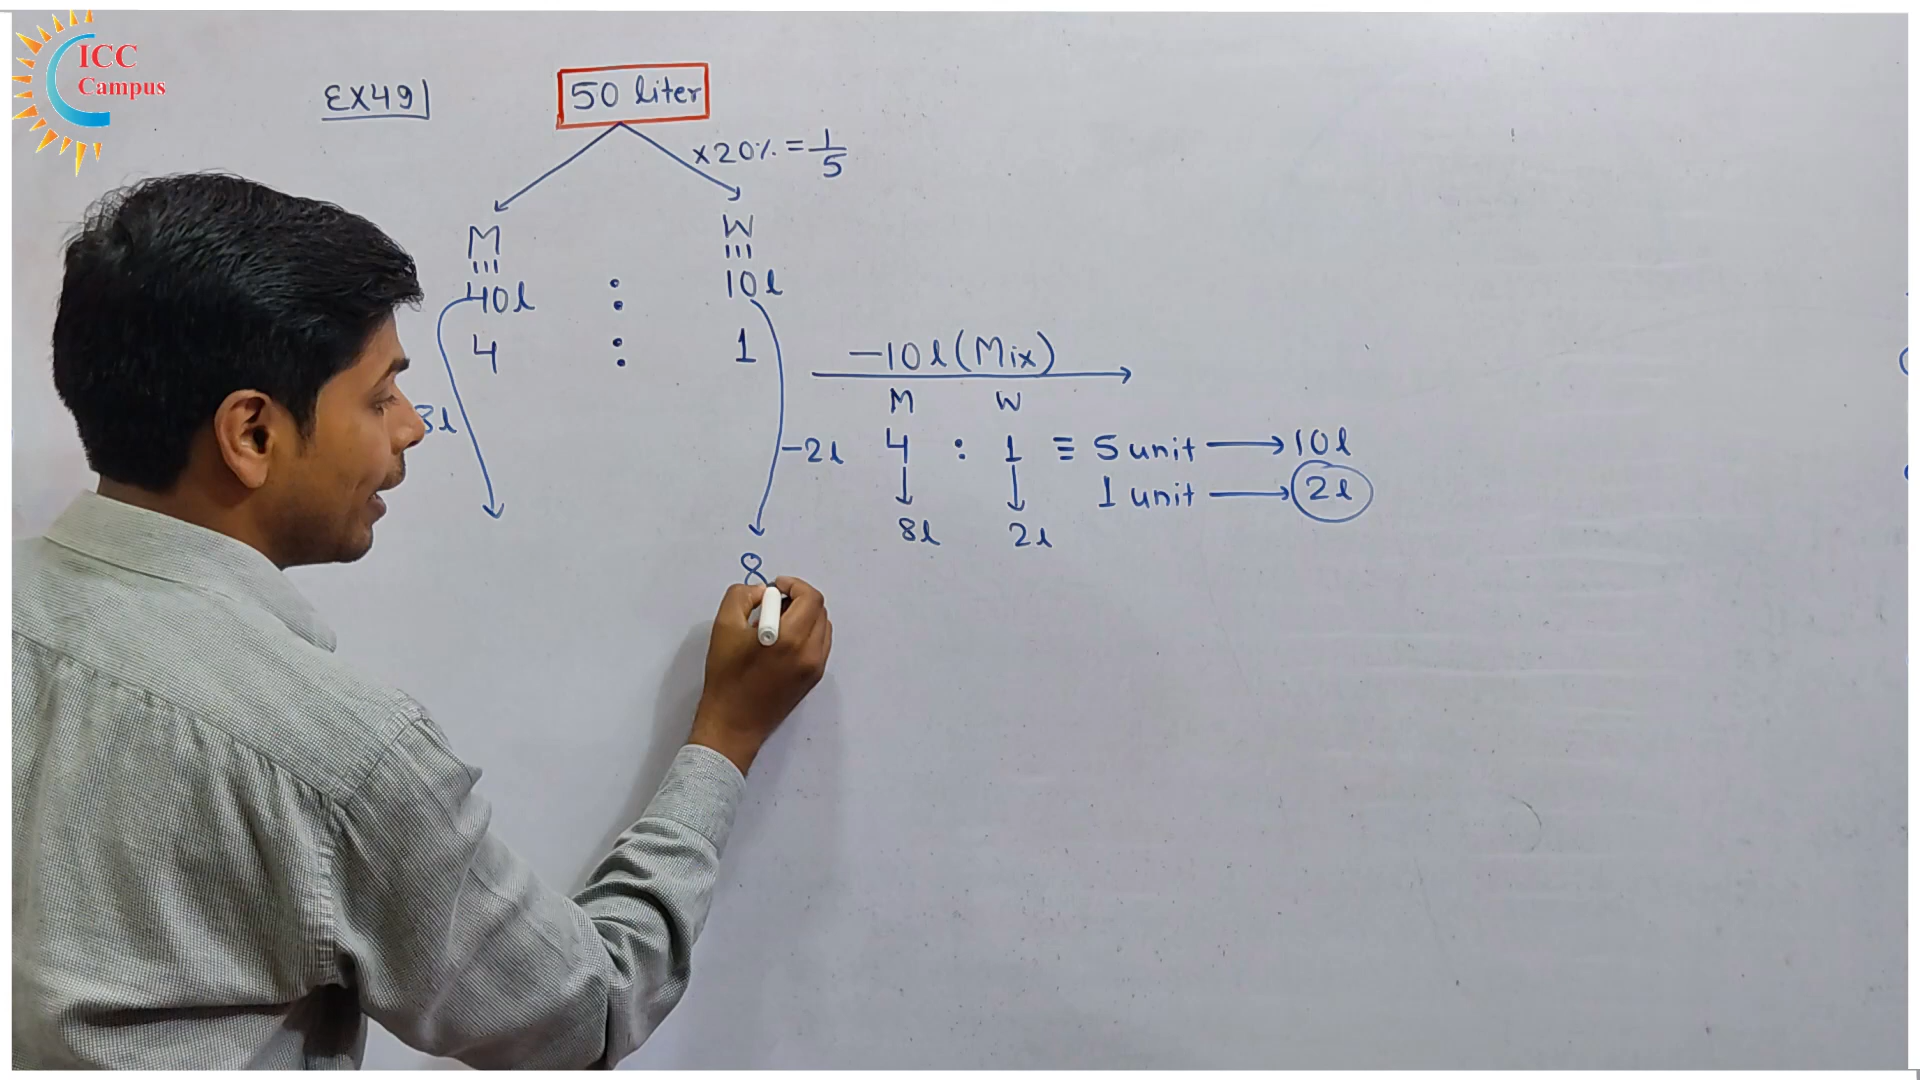 ICC
Campus
EX49
50 liter
×20% = 1/5
M W
40l : 10l
4 : 1
-10l (Mix)
M W
8l
-2l 4 : 1 ≡ 5 unit → 10l
1 unit → 2l
8l 2l
8